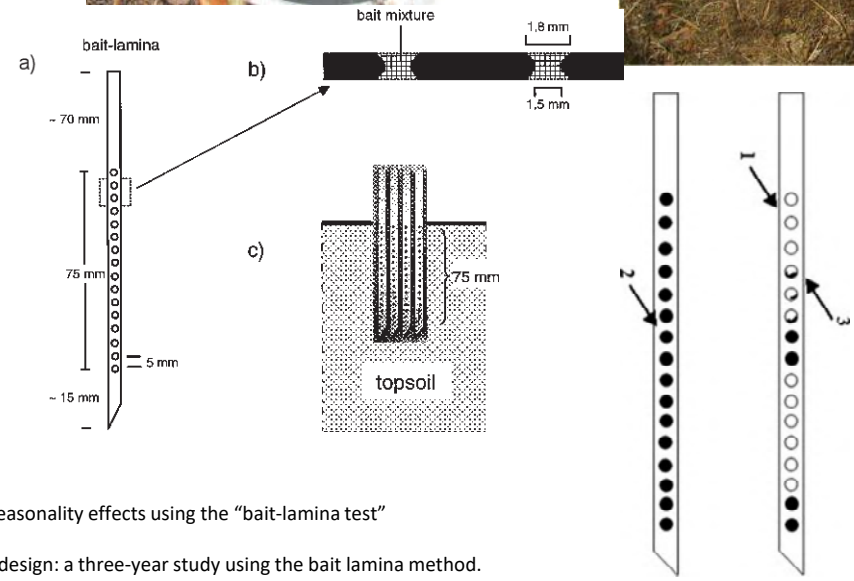 bait-lamina
a)
~ 70 mm
75 mm
5 mm
~ 15 mm
bait mixture
b)
1,8 mm
1,5 mm
c)
75 mm
topsoil
1
2
3
easonality effects using the “bait-lamina test”
design: a three-year study using the bait lamina method.